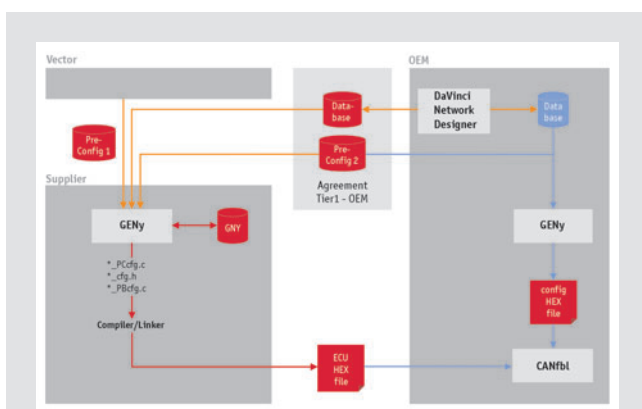 Vector
OEM
Data-
base
DaVinci
Network
Designer
Data
base
Pre-
Config 1
Pre-
Config 2
Supplier
Agreement
Tier1 - OEM
GENy
GNY
GENy
*_PCcfg.c
*_cfg.h
*_PBcfg.c
config
HEX
file
Compiler/Linker
ECU
HEX
file
CANfbl